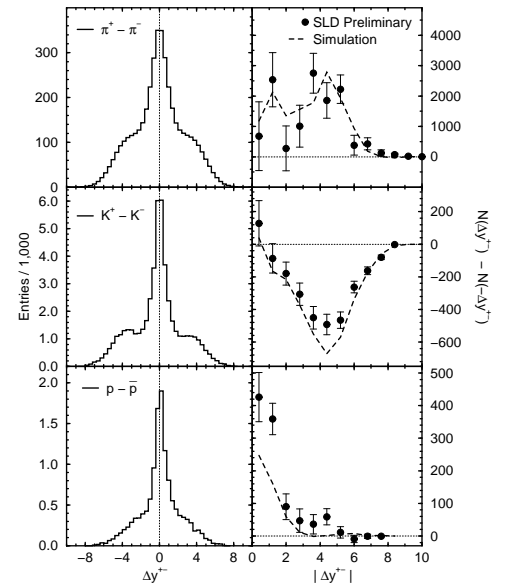 π⁺ – π⁻
300
200
100
0
K⁺ – K⁻
6.0
5.0
4.0
3.0
2.0
1.0
0.0
p – p̅
2.0
1.5
1.0
0.5
0.0
Entries / 1,000
−8 −4 0 4 8
Δy⁺⁻
SLD Preliminary
Simulation
4000
3000
2000
1000
0
200
0
−200
−400
−600
500
400
300
200
100
0
N(Δy⁺⁻) – N(−Δy⁺⁻)
0 2 4 6 8 10
| Δy⁺⁻ |